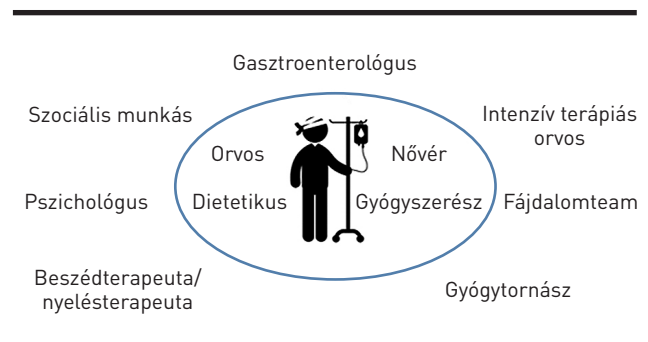 Gasztroenterológus
Szociális munkás
Intenzív terápiás
orvos
Orvos
Nővér
Pszichológus
Dietetikus
Gyógyszerész
Fájdalomteam
Beszédterapeuta/
nyelésterapeuta
Gyógytornász